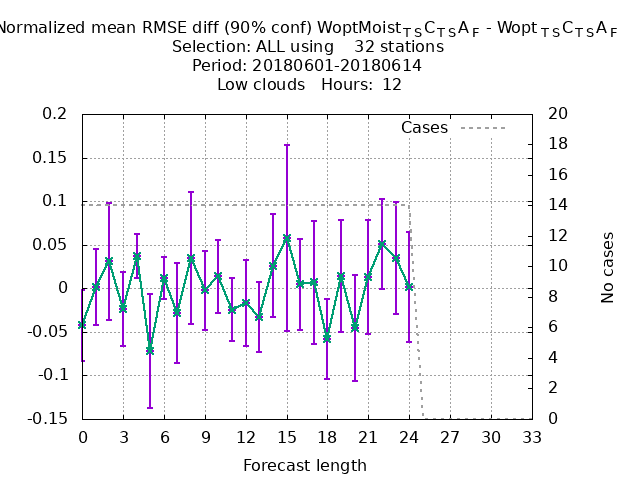 Normalized mean RMSE diff (90% conf) WoptMoist_TSC_TSA_F - Wopt_TSC_TSA_F
Selection: ALL using 32 stations
Period: 20180601-20180614
Low clouds Hours: 12
Cases
0.2
0.15
0.1
0.05
0
-0.05
-0.1
-0.15
20
18
16
14
12
10
8
6
4
2
0
No cases
0 3 6 9 12 15 18 21 24 27 30 33
Forecast length